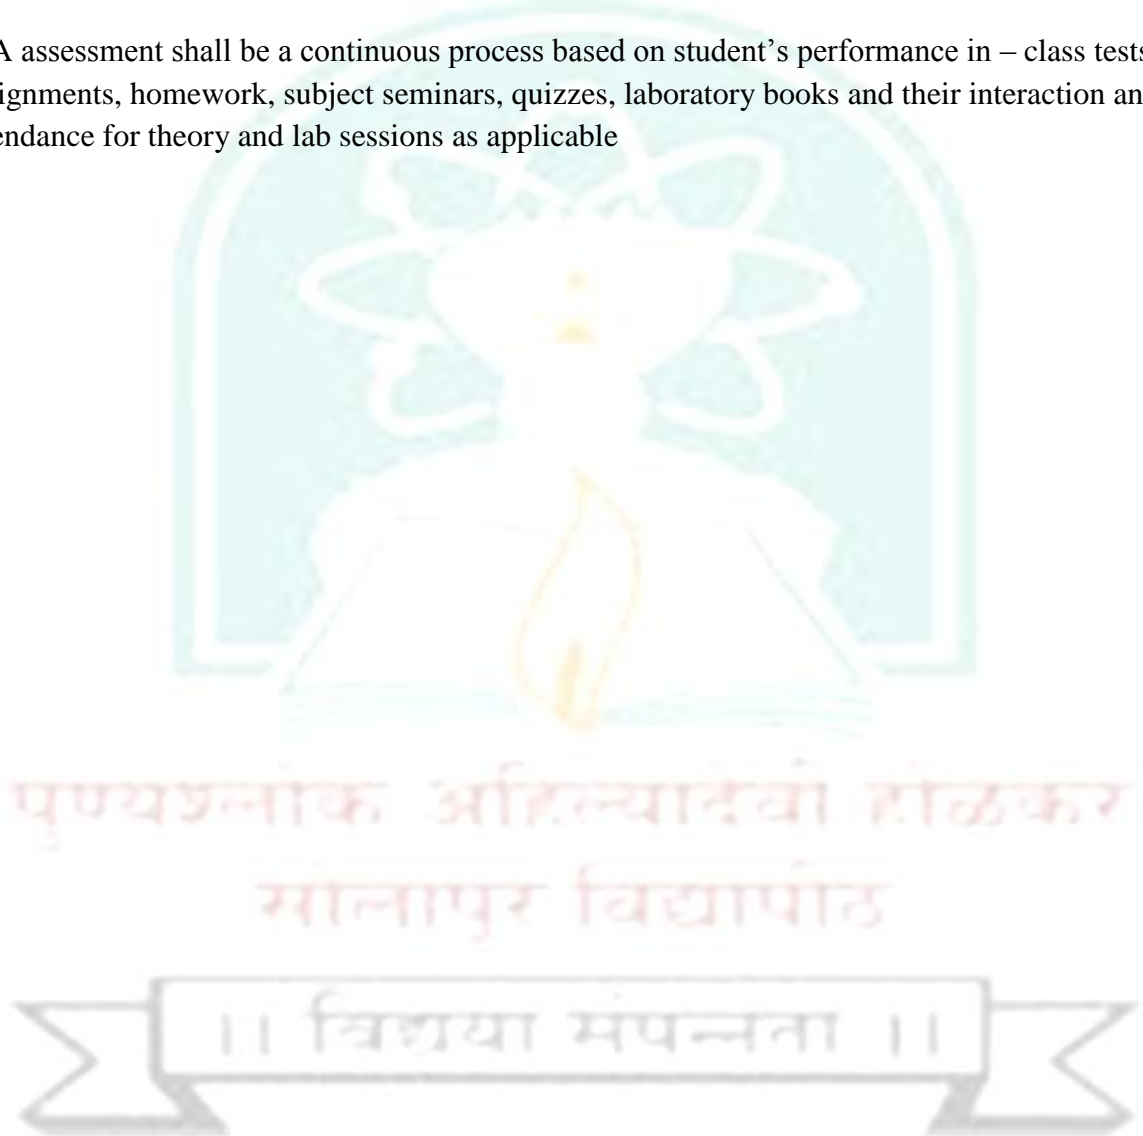 A assessment shall be a continuous process based on student’s performance in – class tests
ignments, homework, subject seminars, quizzes, laboratory books and their interaction an
endance for theory and lab sessions as applicable
पुण्यश्लोक अहिल्यादेवी होळकर
सोलापूर विद्यापीठ
।। विद्यया संपन्नता ।।